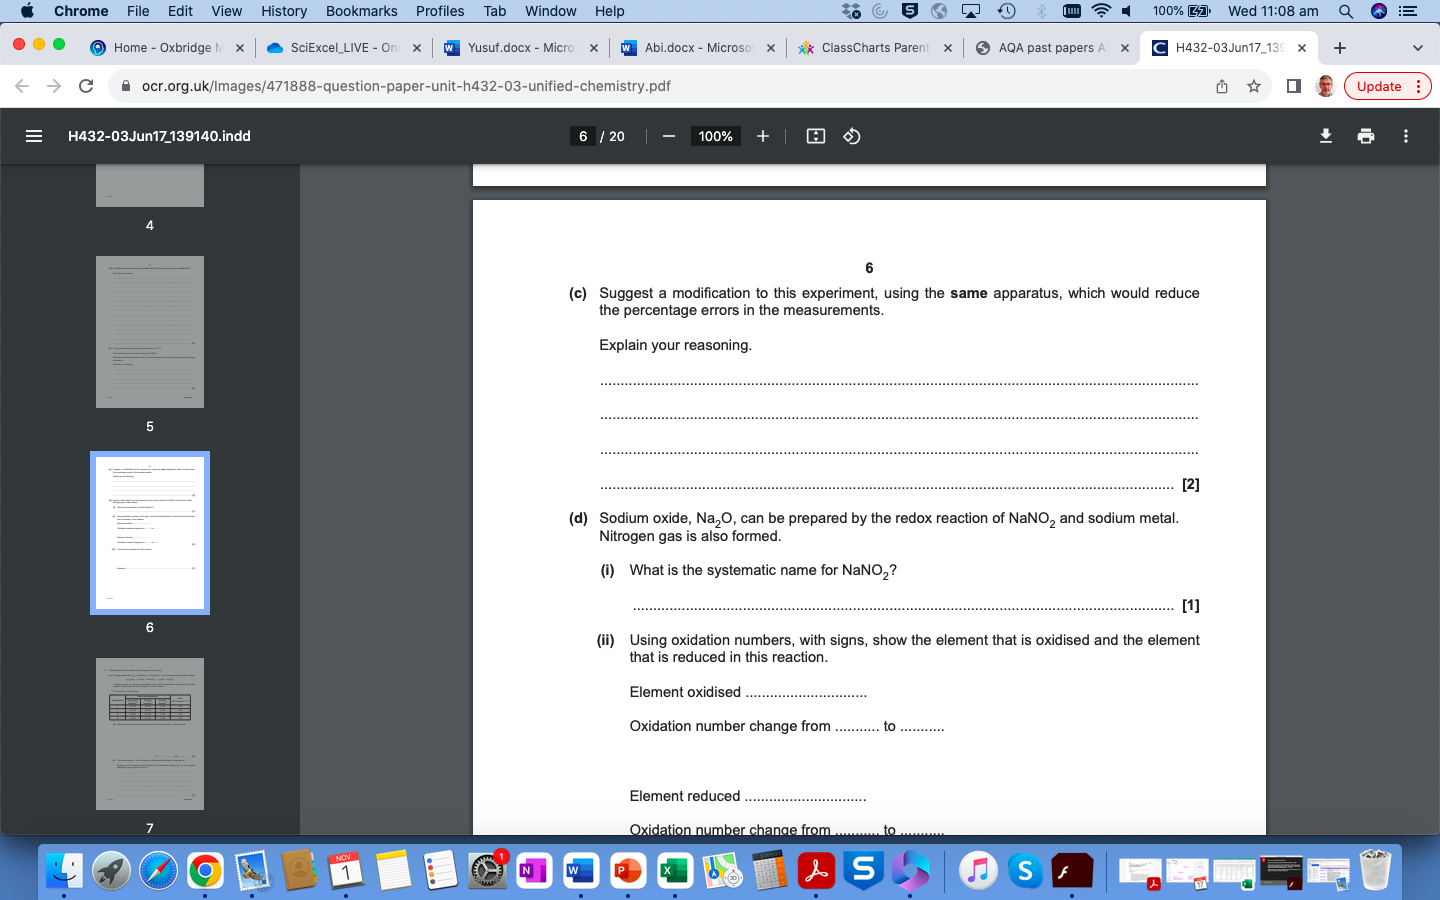 Chrome File Edit View History Bookmarks Profiles Tab Window Help 100% Wed 11:08 am
Home - Oxbridge M
SciExcel_LIVE - On
Yusuf.docx - Micro
Abi.docx - Microso
ClassCharts Parent
AQA past papers A
H432-03Jun17_139
ocr.org.uk/Images/471888-question-paper-unit-h432-03-unified-chemistry.pdf
Update
H432-03Jun17_139140.indd
6 / 20
100%
4
5
6
7
6
(c) Suggest a modification to this experiment, using the same apparatus, which would reduce
the percentage errors in the measurements.
Explain your reasoning.
[2]
(d) Sodium oxide, Na₂O, can be prepared by the redox reaction of NaNO₂ and sodium metal.
Nitrogen gas is also formed.
(i) What is the systematic name for NaNO₂?
[1]
(ii) Using oxidation numbers, with signs, show the element that is oxidised and the element
that is reduced in this reaction.
Element oxidised ..............................
Oxidation number change from ........... to ...........
Element reduced ..............................
Oxidation number change from ........... to ...........
NOV
1
1